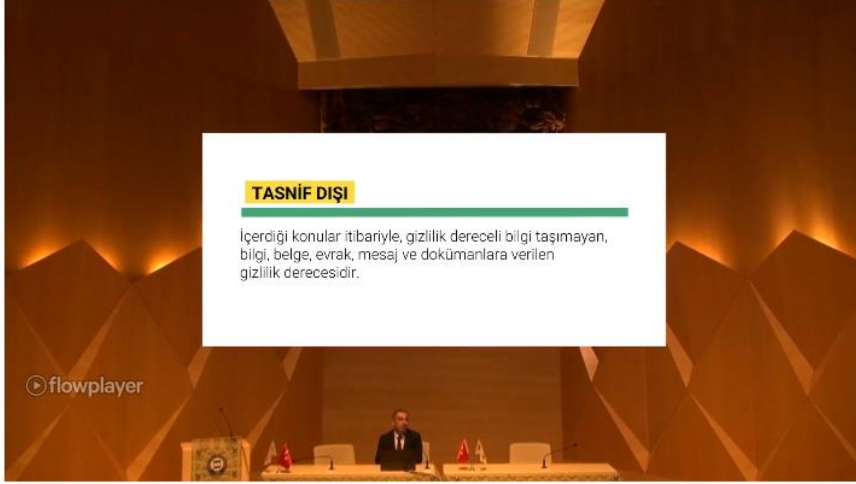 TASNİF DIŞI
İçerdiği konular itibariyle, gizlilik dereceli bilgi taşımayan,
bilgi, belge, evrak, mesaj ve dokümanlara verilen
gizlilik derecesidir.
flowplayer